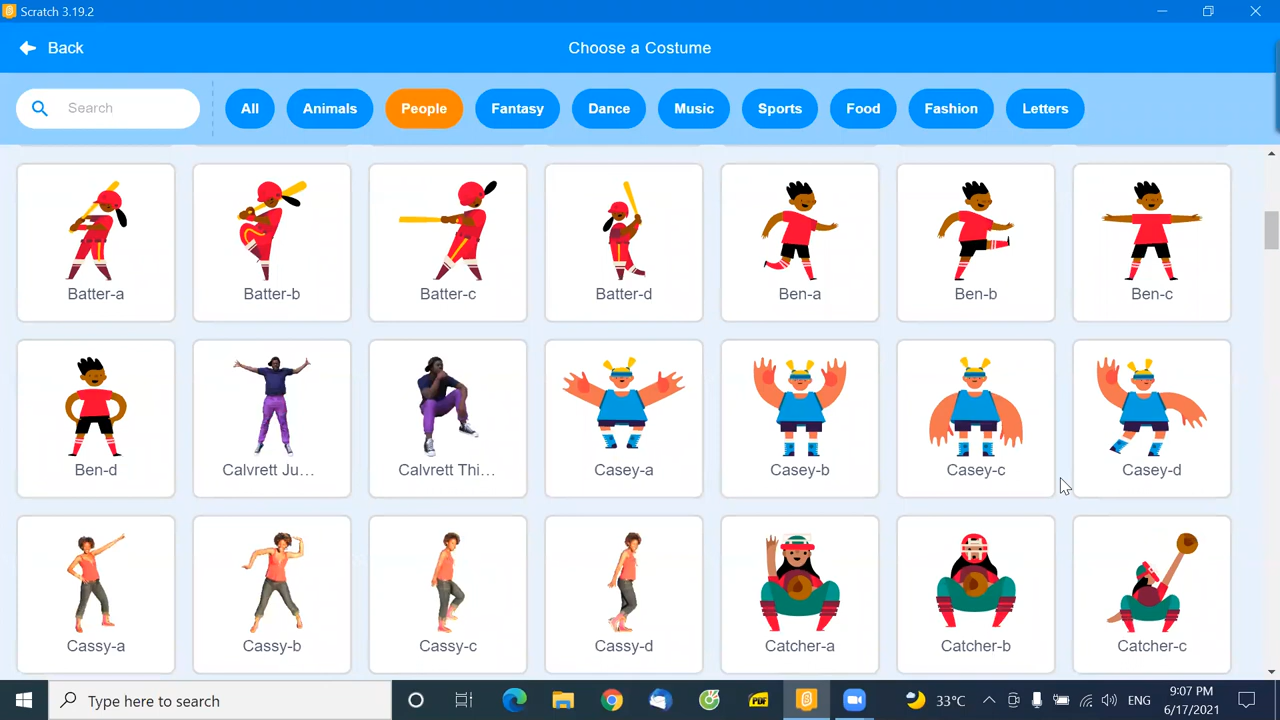 Scratch 3.19.2
Back
Choose a Costume
Search
All
Animals
People
Fantasy
Dance
Music
Sports
Food
Fashion
Letters
Batter-a
Batter-b
Batter-c
Batter-d
Ben-a
Ben-b
Ben-c
Ben-d
Calvrett Ju...
Calvrett Thi...
Casey-a
Casey-b
Casey-c
Casey-d
Cassy-a
Cassy-b
Cassy-c
Cassy-d
Catcher-a
Catcher-b
Catcher-c
Type here to search
PDF
33°C
ENG
9:07 PM
6/17/2021